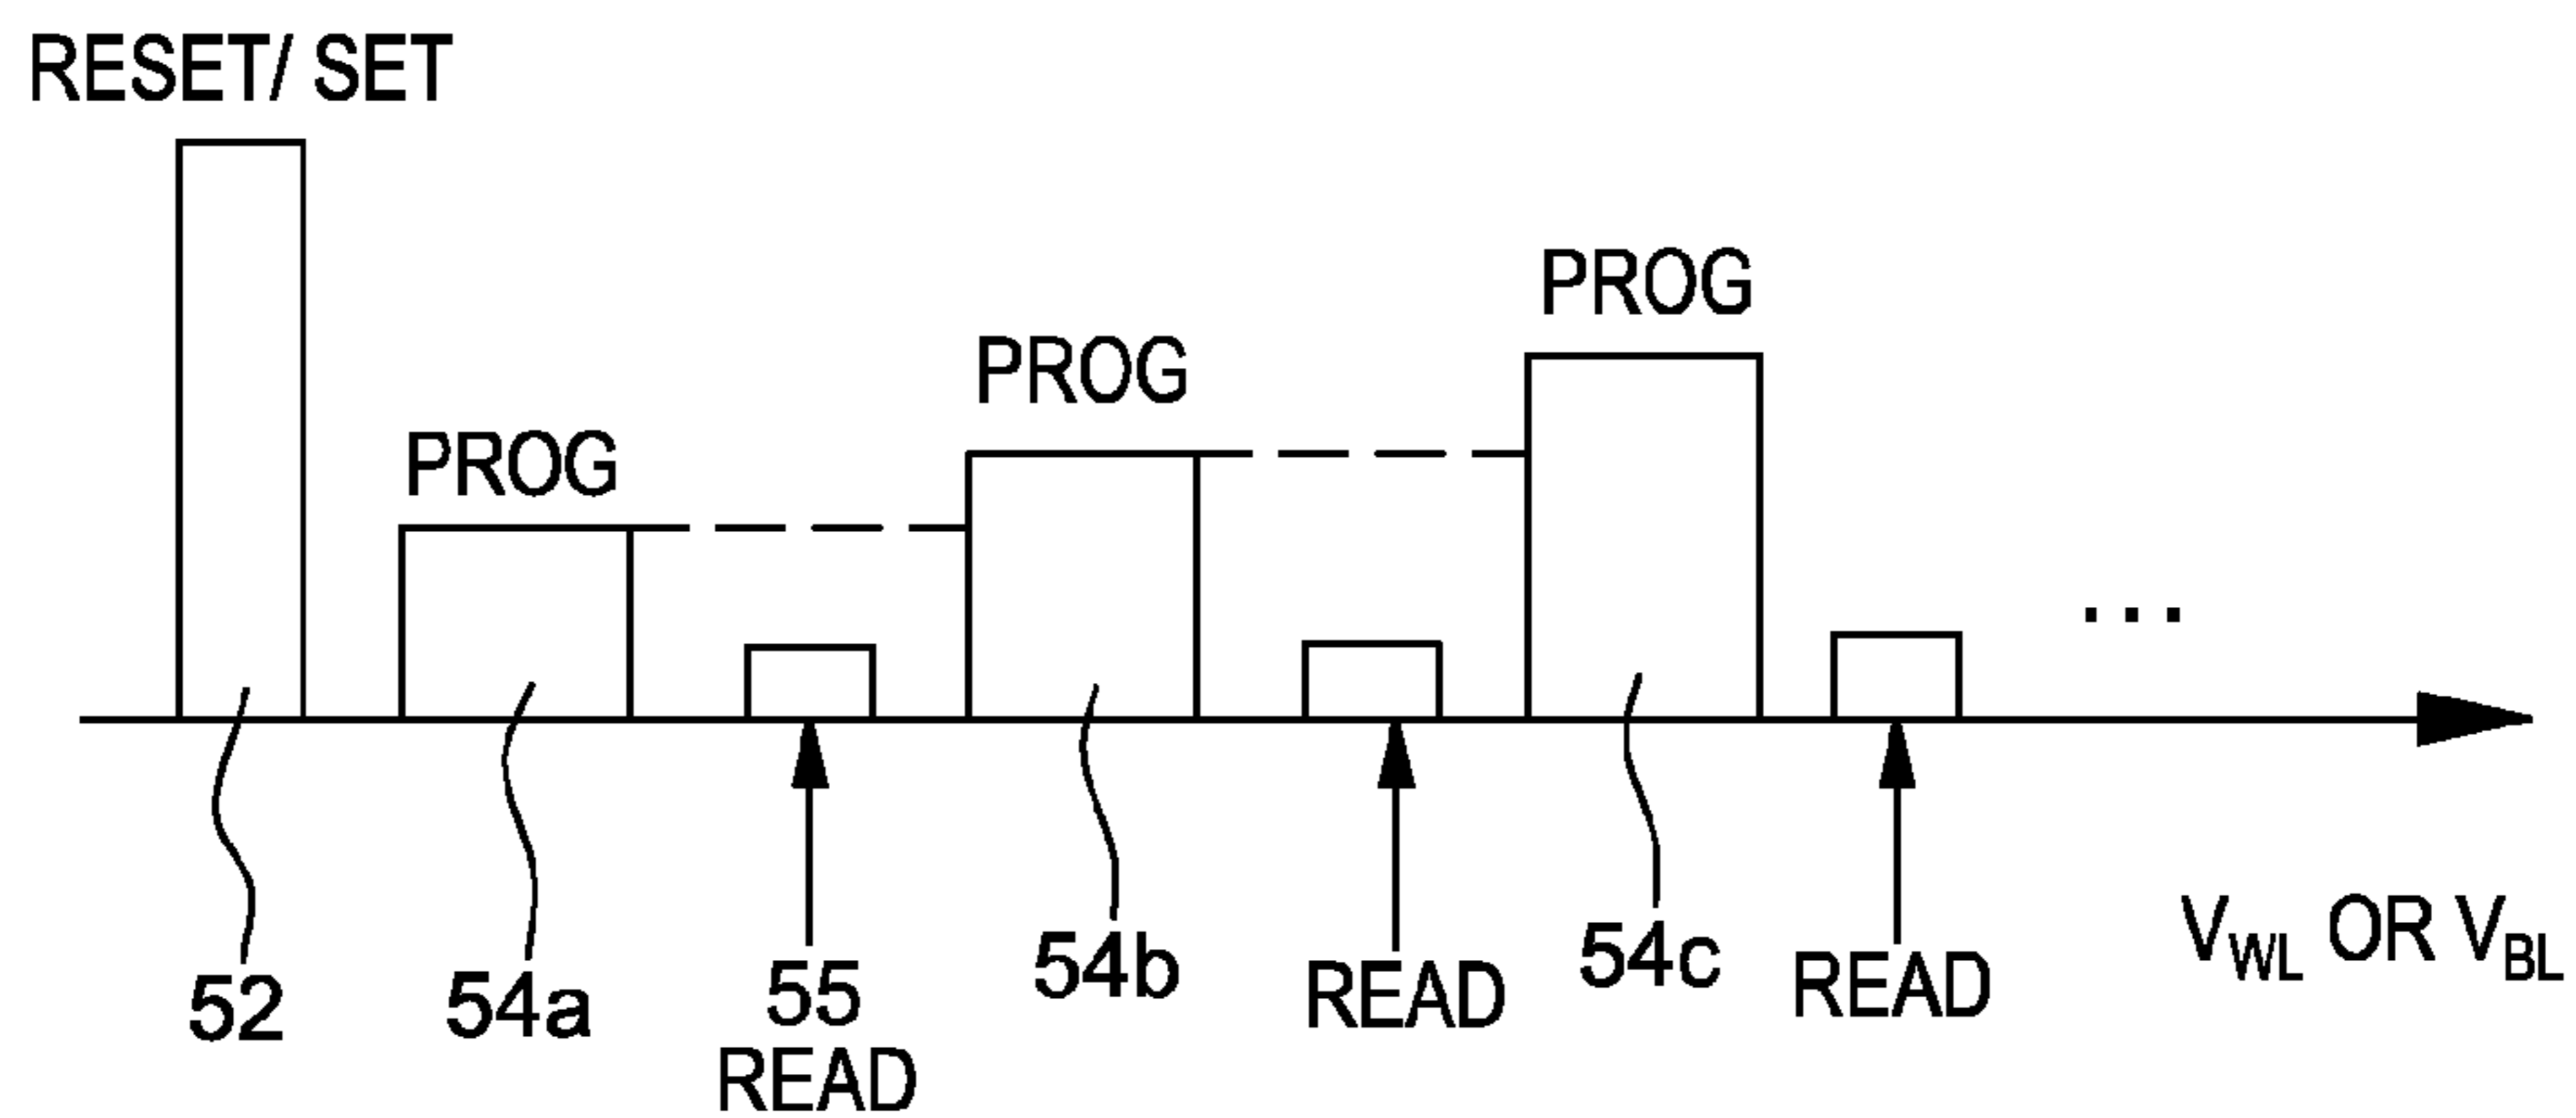 RESET/ SET
PROG
PROG
PROG
...
52
54a
55
READ
54b
READ
54c
READ
VWL OR VBL